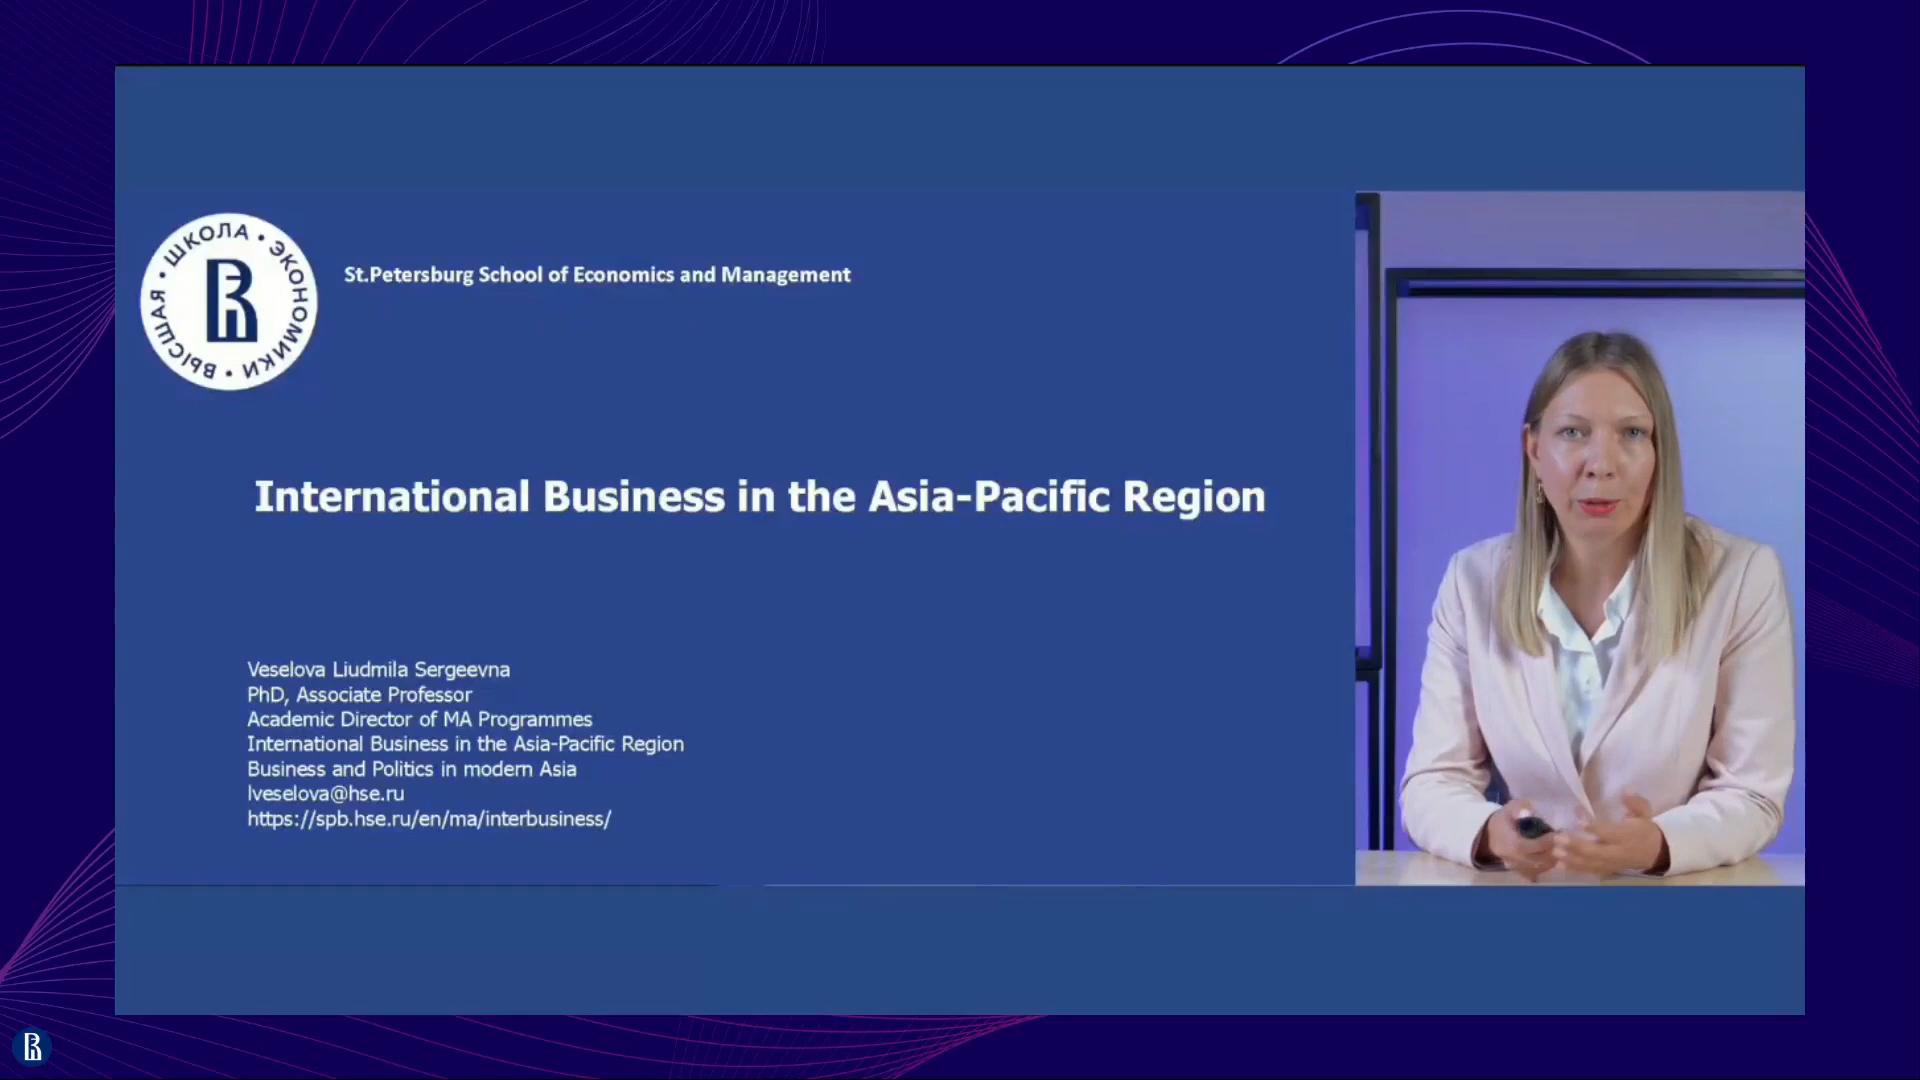 ВЫСШАЯ • ШКОЛА • ЭКОНОМИКИ •
St.Petersburg School of Economics and Management
International Business in the Asia-Pacific Region
Veselova Liudmila Sergeevna
PhD, Associate Professor
Academic Director of MA Programmes
International Business in the Asia-Pacific Region
Business and Politics in modern Asia
lveselova@hse.ru
https://spb.hse.ru/en/ma/interbusiness/